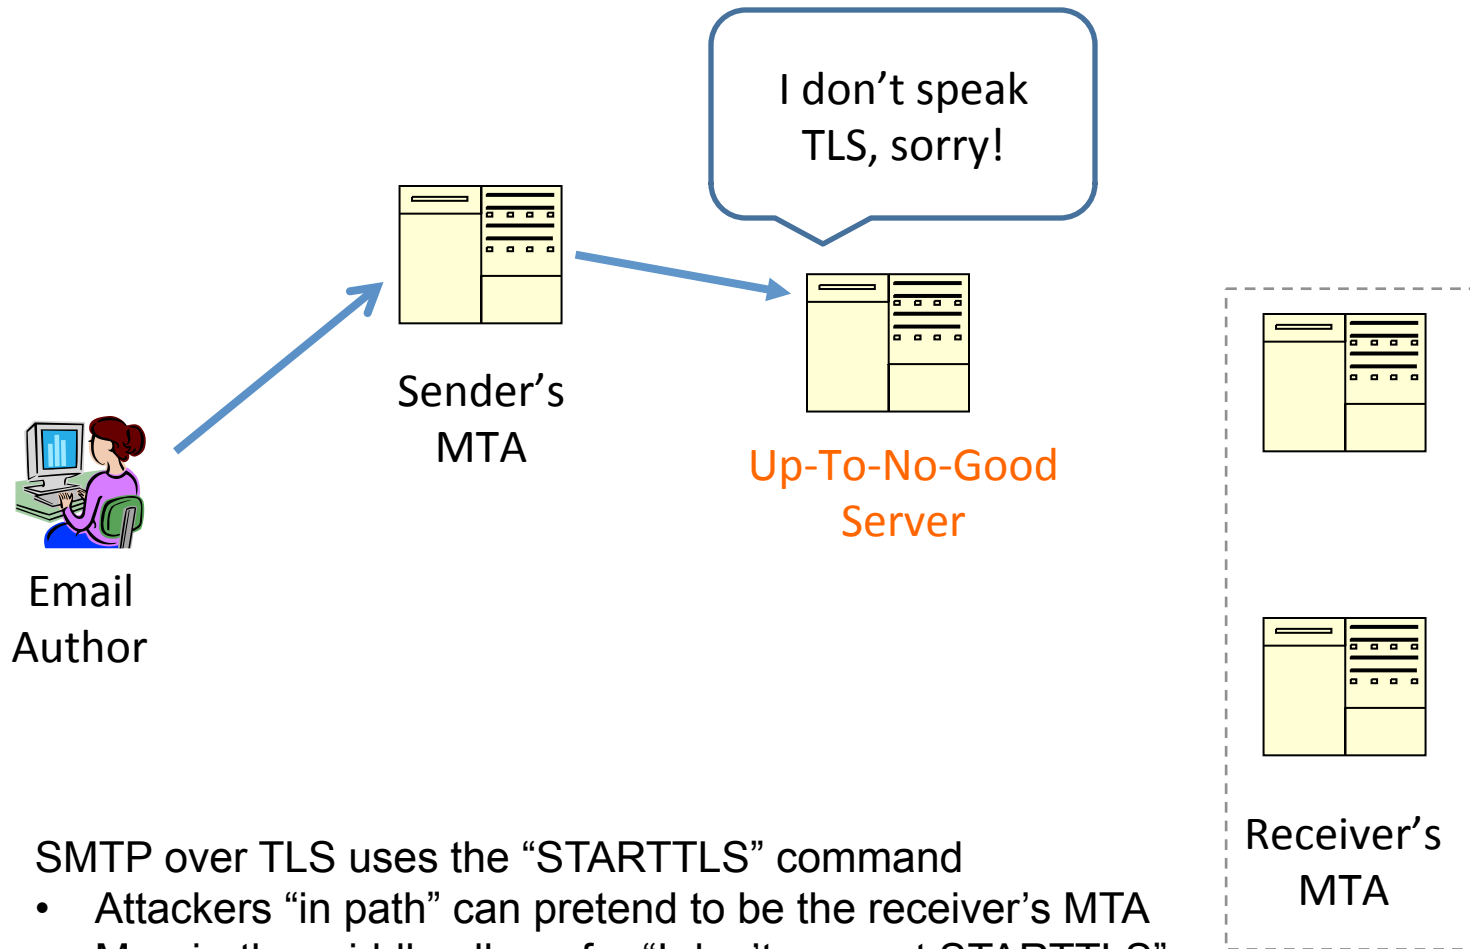 I don’t speak
TLS, sorry!
Sender’s
MTA
Up-To-No-Good
Server
Email
Author
Receiver’s
MTA
SMTP over TLS uses the “STARTTLS” command
• Attackers “in path” can pretend to be the receiver’s MTA